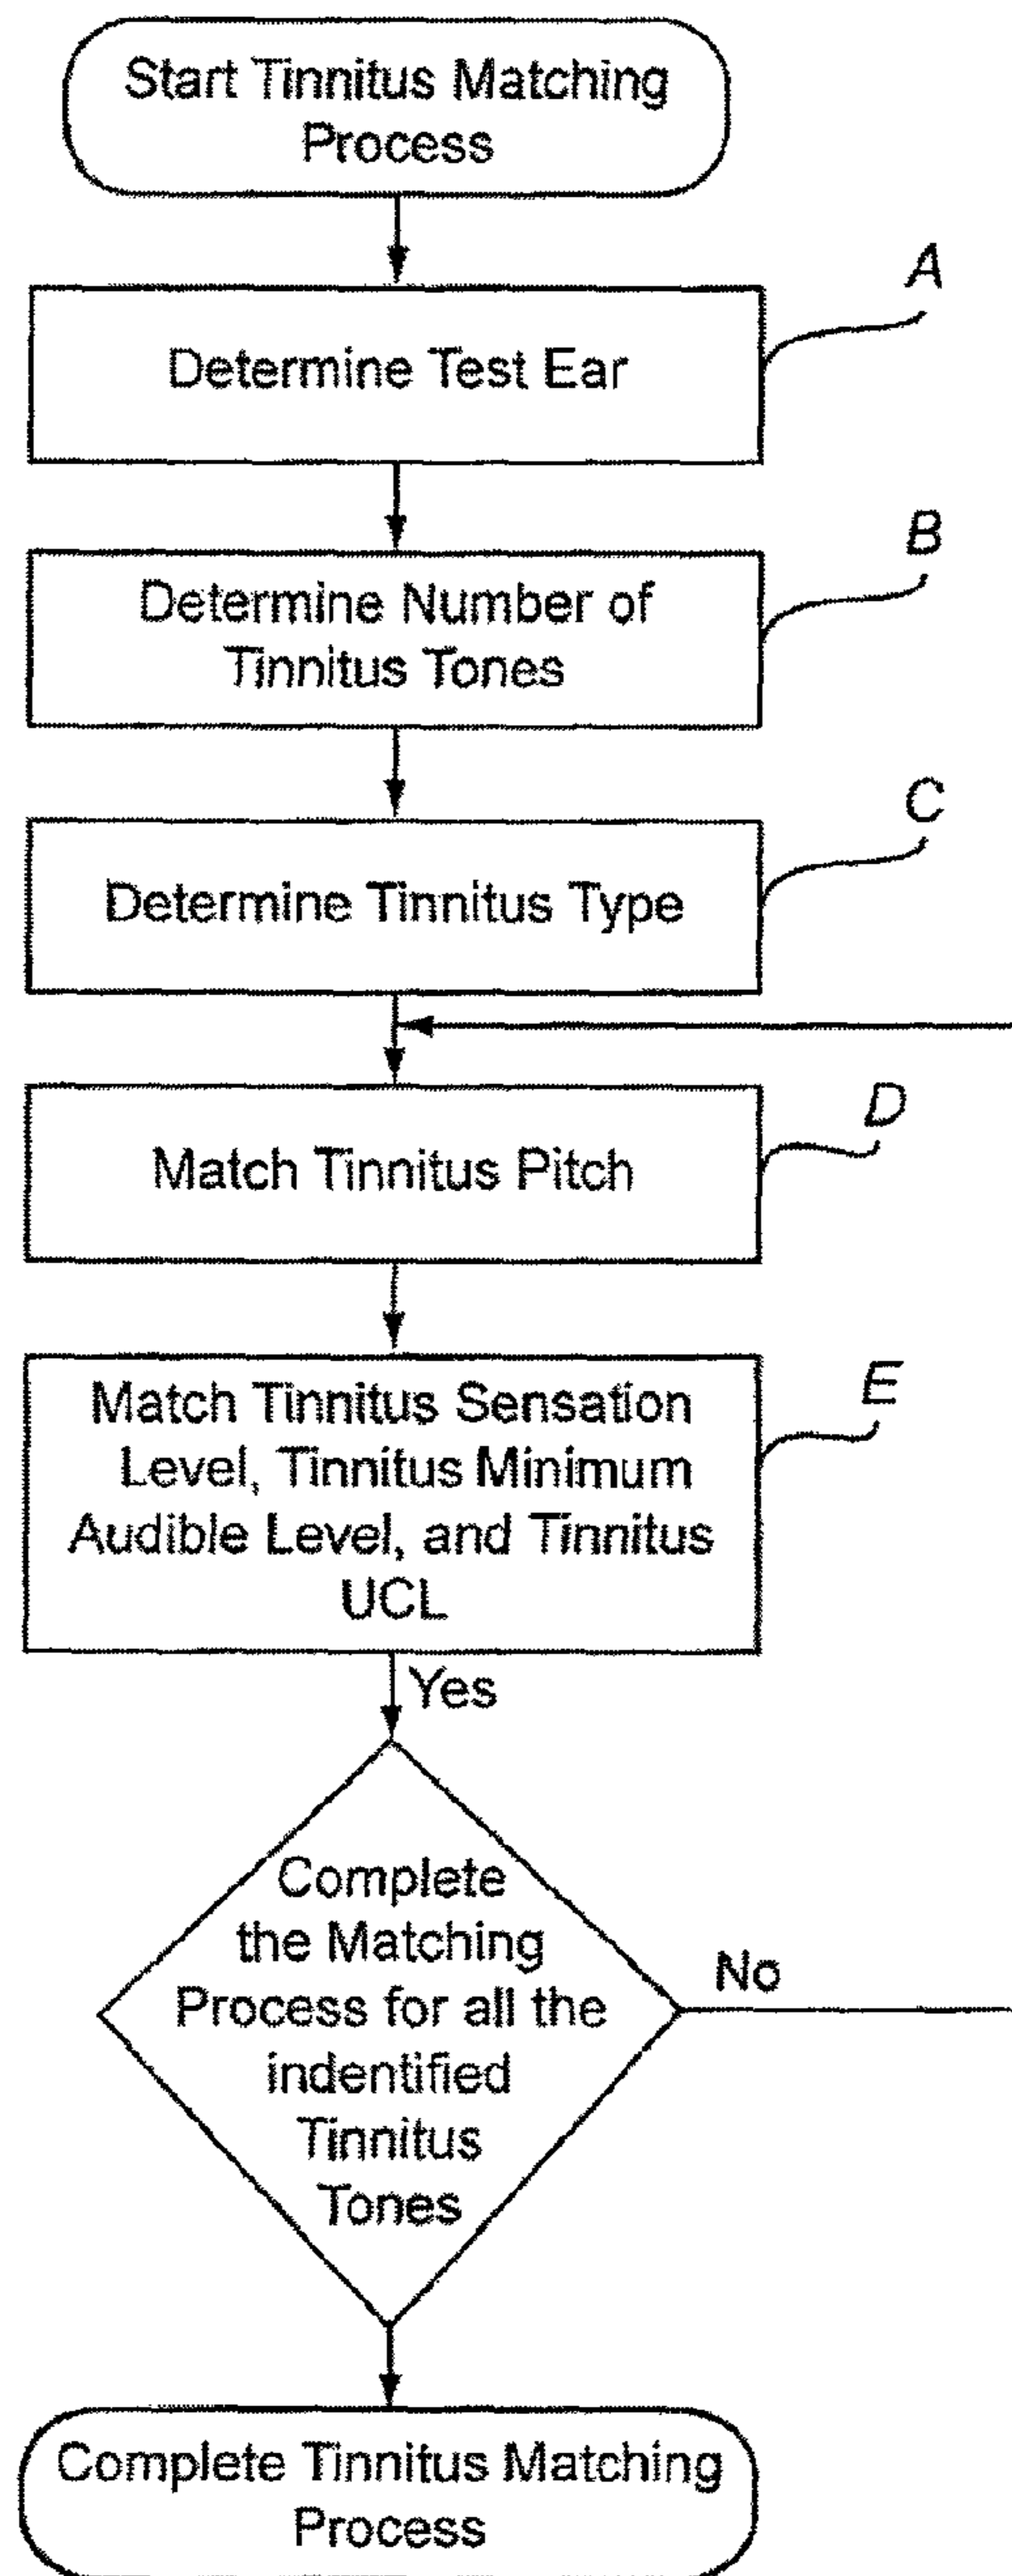 Start Tinnitus Matching
Process
A
Determine Test Ear
B
Determine Number of
Tinnitus Tones
C
Determine Tinnitus Type
D
Match Tinnitus Pitch
E
Match Tinnitus Sensation
Level, Tinnitus Minimum
Audible Level, and Tinnitus
UCL
Yes
Complete
the Matching
Process for all the
indentified
Tinnitus
Tones
No
Complete Tinnitus Matching
Process